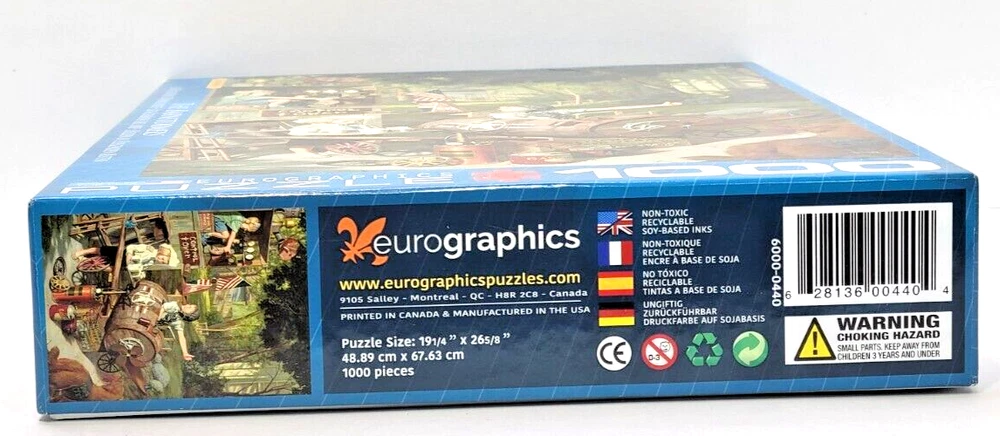 EUROGRAPHICS
PUZZLE
1000
eurographics
www.eurographicspuzzles.com
9105 Salley - Montreal - QC - H8R 2C8 - Canada
PRINTED IN CANADA & MANUFACTURED IN THE USA
Puzzle Size: 19 1/4 " x 26 5/8 "
48.89 cm x 67.63 cm
1000 pieces
NON-TOXIC
RECYCLABLE
SOY-BASED INKS
NON-TOXIQUE
RECYCLABLE
ENCRE À BASE DE SOJA
NO TÓXICO
RECICLABLE
TINTAS A BASE DE SOJA
UNGIFTIG
ZURÜCKFÜHRBAR
DRUCKFARBE AUF SOJABASIS
CE
0-3
6000-0440
6 28136 00440 4
WARNING
CHOKING HAZARD
SMALL PARTS. KEEP AWAY FROM
CHILDREN 3 YEARS AND UNDER